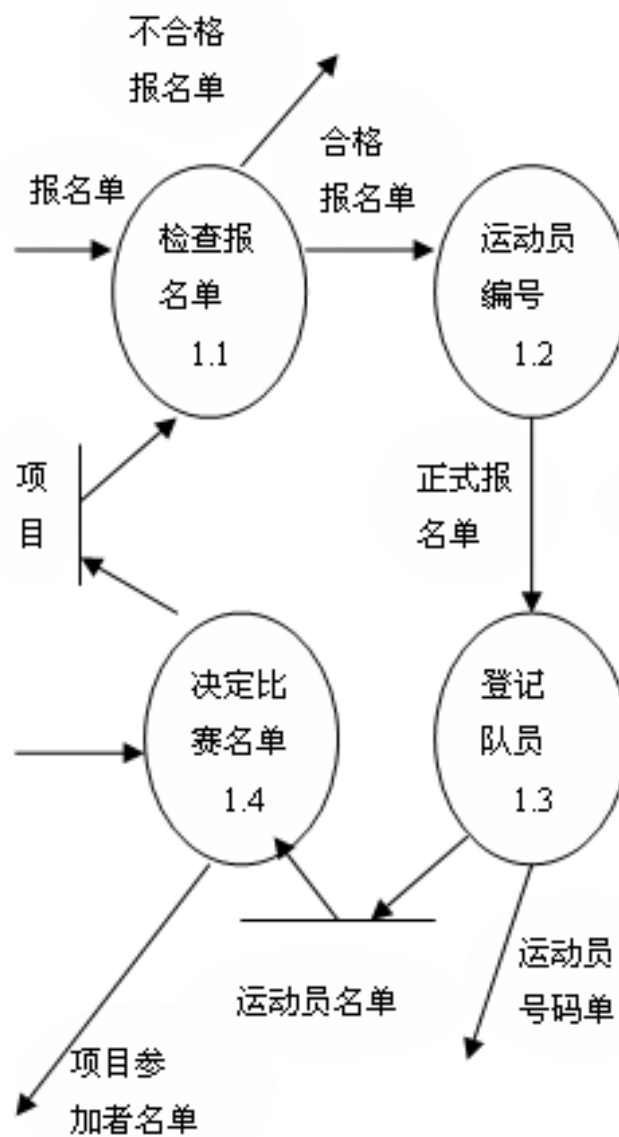 不合格
报名单
合格
报名单
报名单
检查报
名单
1.1
运动员
编号
1.2
项
目
正式报
名单
决定比
赛名单
1.4
登记
队员
1.3
运动员名单
运动员
号码单
项目参
加者名单